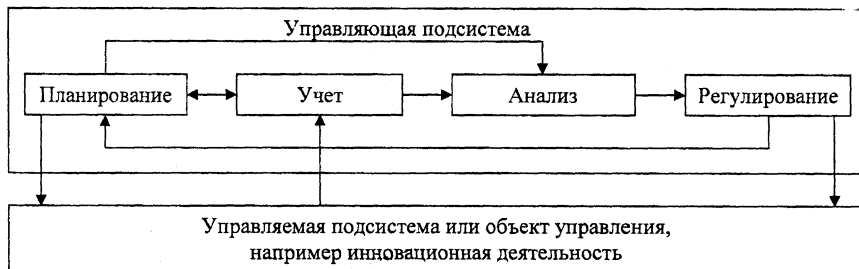 Управляющая подсистема
Планирование
Учет
Анализ
Регулирование
Управляемая подсистема или объект управления,
например инновационная деятельность